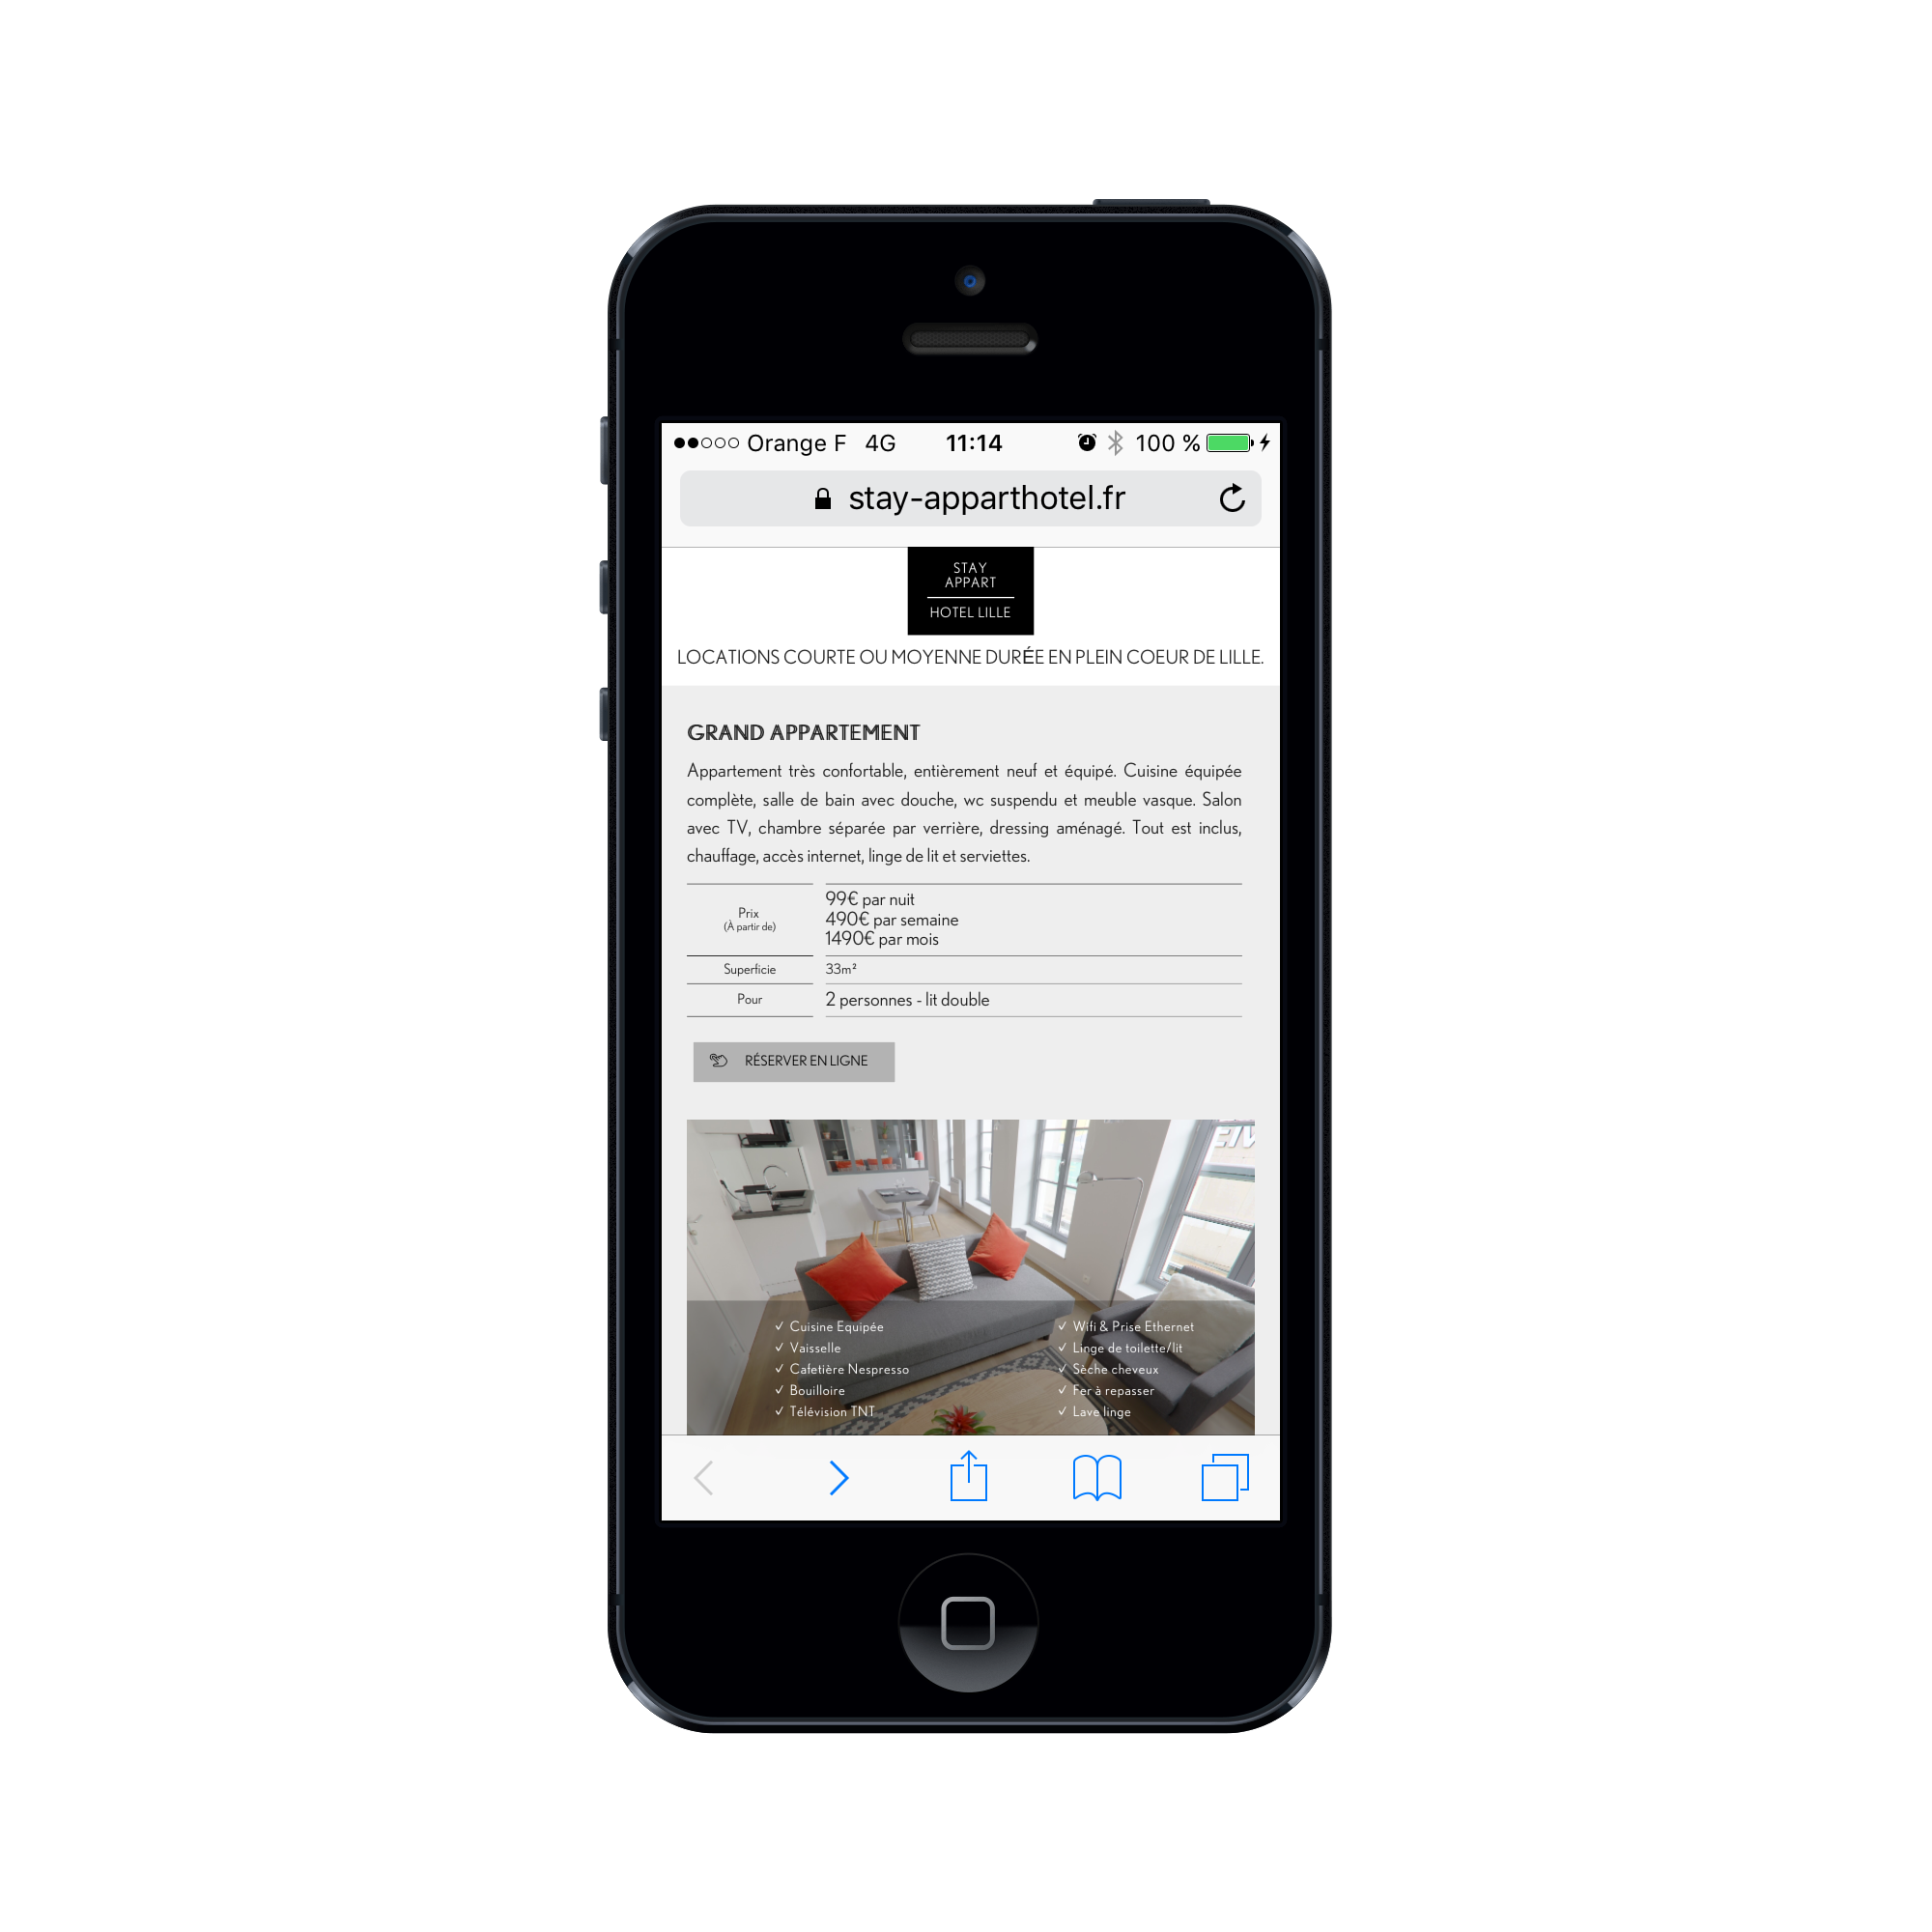 Orange F 4G 11:14 100 %
stay-apparthotel.fr
STAY
APPART
HOTEL LILLE
LOCATIONS COURTE OU MOYENNE DURÉE EN PLEIN COEUR DE LILLE.
GRAND APPARTEMENT
Appartement très confortable, entièrement neuf et équipé. Cuisine équipée
complète, salle de bain avec douche, wc suspendu et meuble vasque. Salon
avec TV, chambre séparée par verrière, dressing aménagé. Tout est inclus,
chauffage, accès internet, linge de lit et serviettes.
Prix
(À partir de)
99€ par nuit
490€ par semaine
1490€ par mois
Superficie
33m²
Pour
2 personnes - lit double
RÉSERVER EN LIGNE
✓ Cuisine Equipée
✓ Vaisselle
✓ Cafetière Nespresso
✓ Bouilloire
✓ Télévision TNT
✓ Wifi & Prise Ethernet
✓ Linge de toilette/lit
✓ Sèche cheveux
✓ Fer à repasser
✓ Lave linge